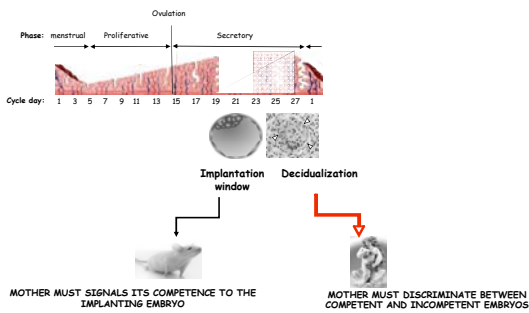 Ovulation
Phase: menstrual Proliferative Secretory
Cycle day: 1 3 5 7 9 11 13 15 17 19 21 23 25 27 1
Implantation window
Decidualization
MOTHER MUST SIGNALS ITS COMPETENCE TO THE
IMPLANTING EMBRYO
MOTHER MUST DISCRIMINATE BETWEEN
COMPETENT AND INCOMPETENT EMBRYOS